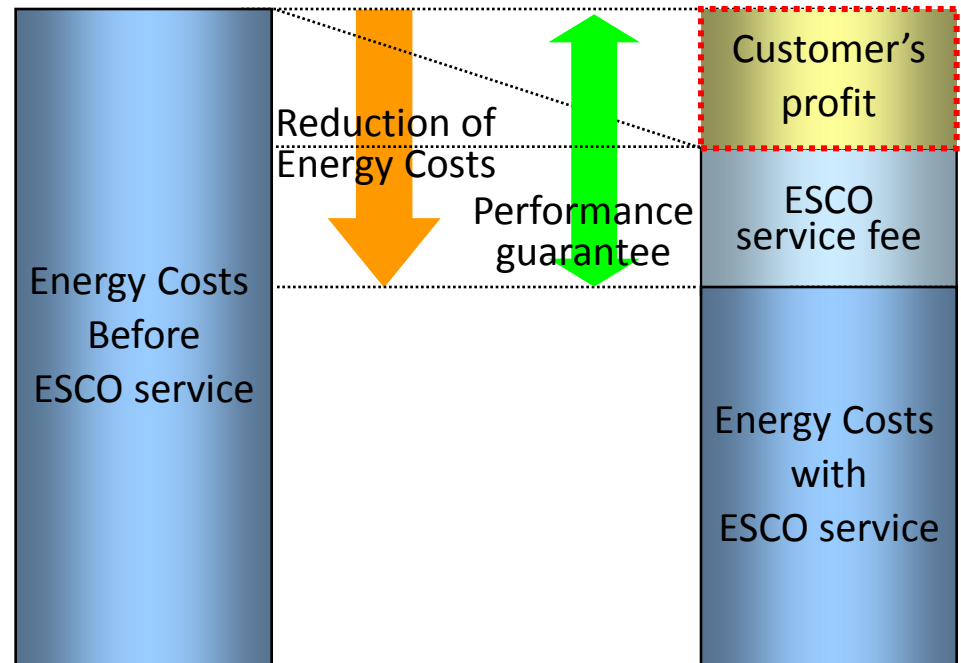 Energy Costs
Before
ESCO service
Reduction of
Energy Costs
Performance
guarantee
Customer’s
profit
ESCO
service fee
Energy Costs
with
ESCO service